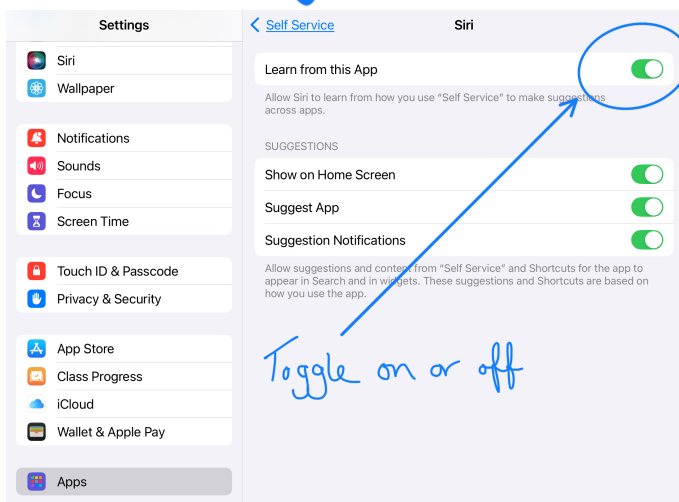 Settings
Siri
Wallpaper
Notifications
Sounds
Focus
Screen Time
Touch ID & Passcode
Privacy & Security
App Store
Class Progress
iCloud
Wallet & Apple Pay
Apps
Self Service
Siri
Learn from this App
Allow Siri to learn from how you use “Self Service” to make suggestions
across apps.
SUGGESTIONS
Show on Home Screen
Suggest App
Suggestion Notifications
Allow suggestions and content from “Self Service” and Shortcuts for the app to
appear in Search and in widgets. These suggestions and Shortcuts are based on
how you use the app.
Toggle on or off